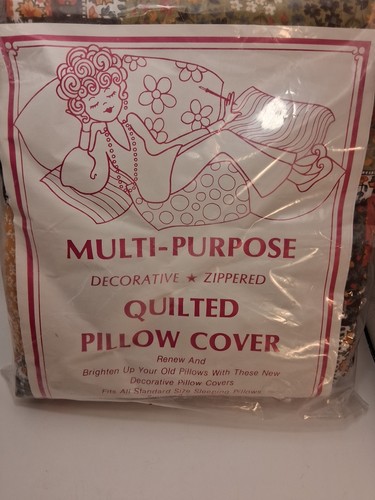 MULTI-PURPOSE
DECORATIVE ★ ZIPPERED
QUILTED
PILLOW COVER
Renew And
Brighten Up Your Old Pillows With These New
Decorative Pillow Covers
Fits All Standard Size Sleeping Pillows